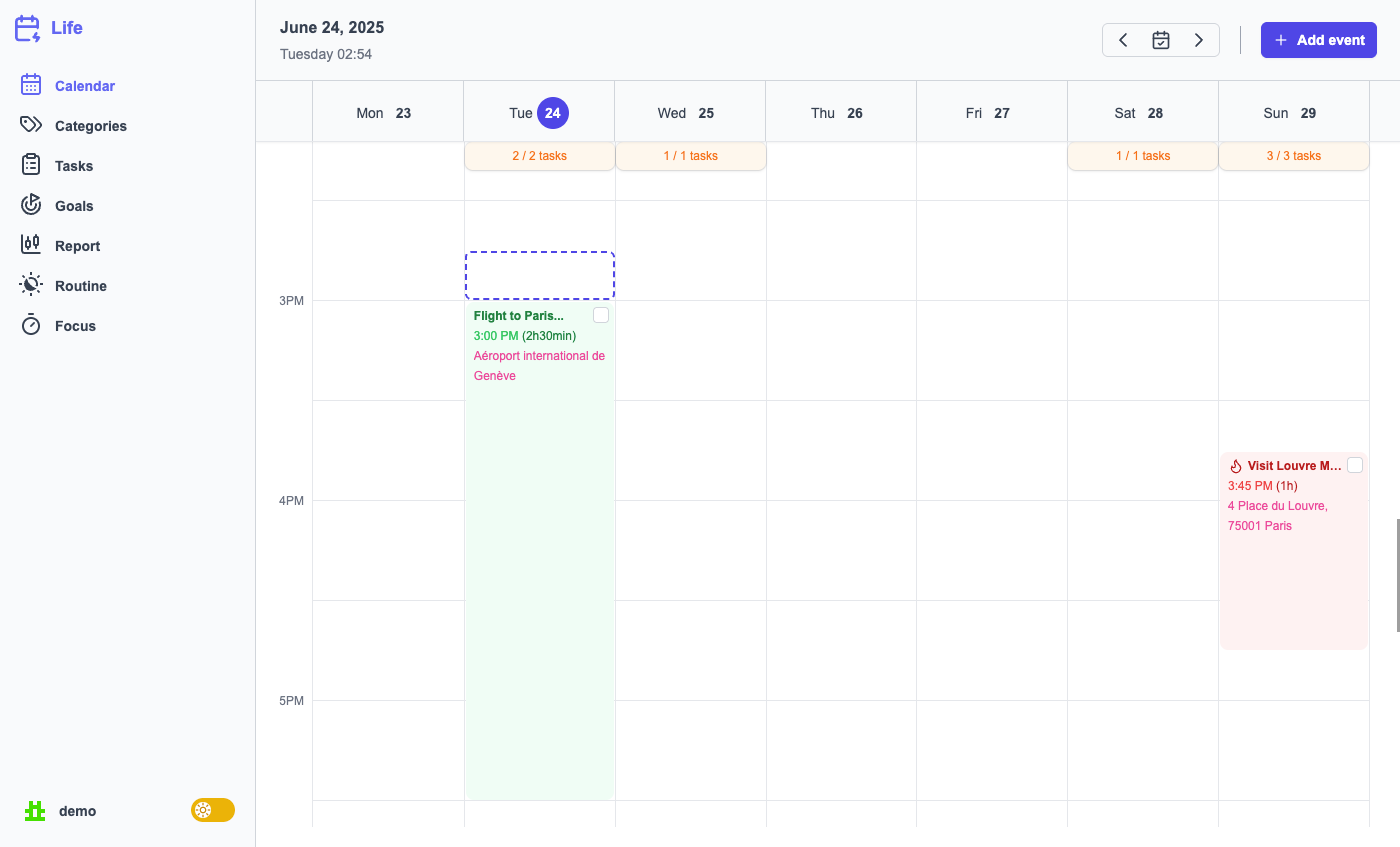 Life
Calendar
Categories
Tasks
Goals
Report
Routine
Focus
demo
June 24, 2025
Tuesday 02:54
Add event
Mon 23
Tue 24
Wed 25
Thu 26
Fri 27
Sat 28
Sun 29
2 / 2 tasks
1 / 1 tasks
1 / 1 tasks
3 / 3 tasks
3PM
4PM
5PM
Flight to Paris...
3:00 PM (2h30min)
Aéroport international de
Genève
Visit Louvre M...
3:45 PM (1h)
4 Place du Louvre,
75001 Paris